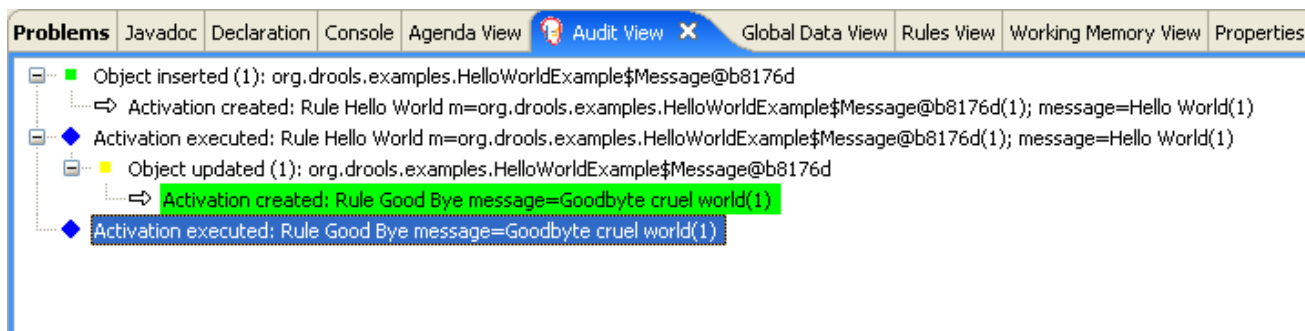 Problems Javadoc Declaration Console Agenda View Audit View Global Data View Rules View Working Memory View Properties
Object inserted (1): org.drools.examples.HelloWorldExample$Message@b8176d
Activation created: Rule Hello World m=org.drools.examples.HelloWorldExample$Message@b8176d(1); message=Hello World(1)
Activation executed: Rule Hello World m=org.drools.examples.HelloWorldExample$Message@b8176d(1); message=Hello World(1)
Object updated (1): org.drools.examples.HelloWorldExample$Message@b8176d
Activation created: Rule Good Bye message=Goodbyte cruel world(1)
Activation executed: Rule Good Bye message=Goodbyte cruel world(1)